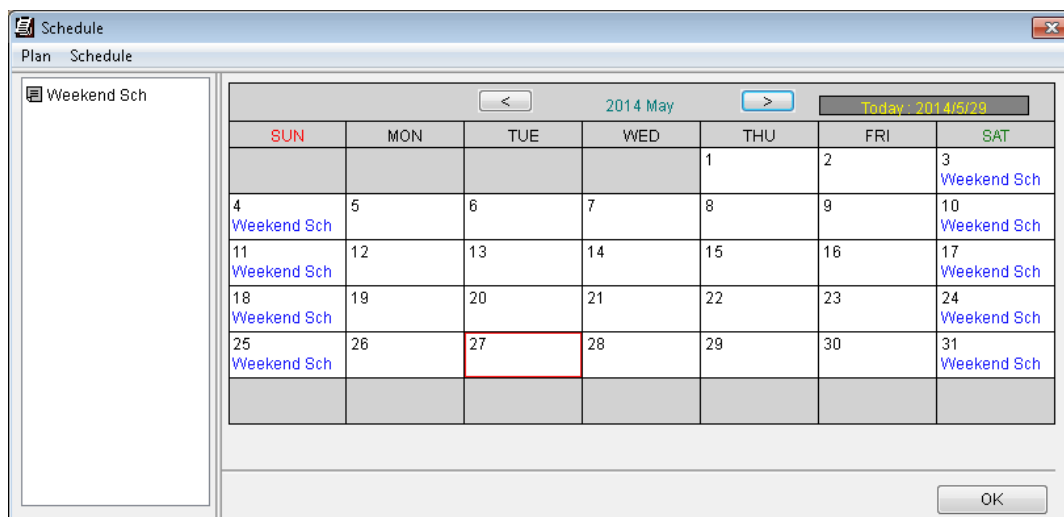 Schedule
Plan Schedule
Weekend Sch
< 2014 May > Today : 2014/5/29
SUN MON TUE WED THU FRI SAT
1 2 3
Weekend Sch
4 5 6 7 8 9 10
Weekend Sch Weekend Sch
11 12 13 14 15 16 17
Weekend Sch Weekend Sch
18 19 20 21 22 23 24
Weekend Sch Weekend Sch
25 26 27 28 29 30 31
Weekend Sch Weekend Sch
OK